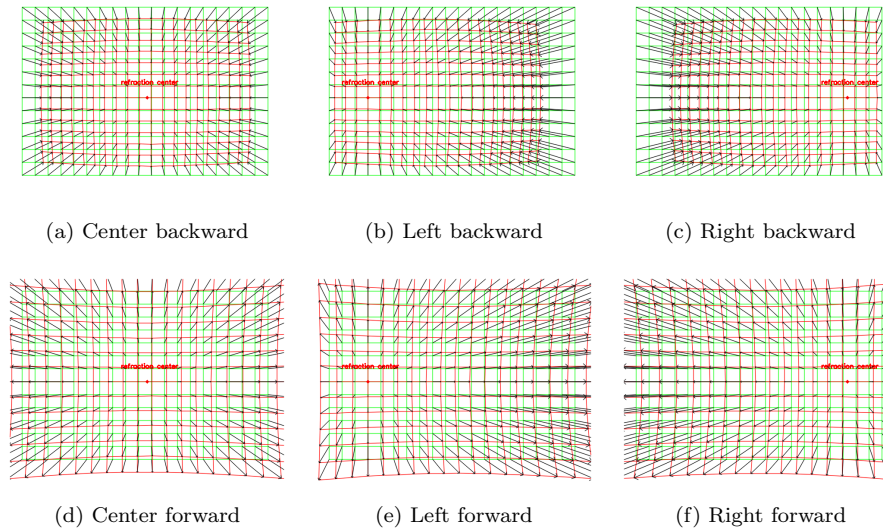 refraction center
refraction center
refraction center
(a) Center backward
(b) Left backward
(c) Right backward
refraction center
refraction center
refraction center
(d) Center forward
(e) Left forward
(f) Right forward